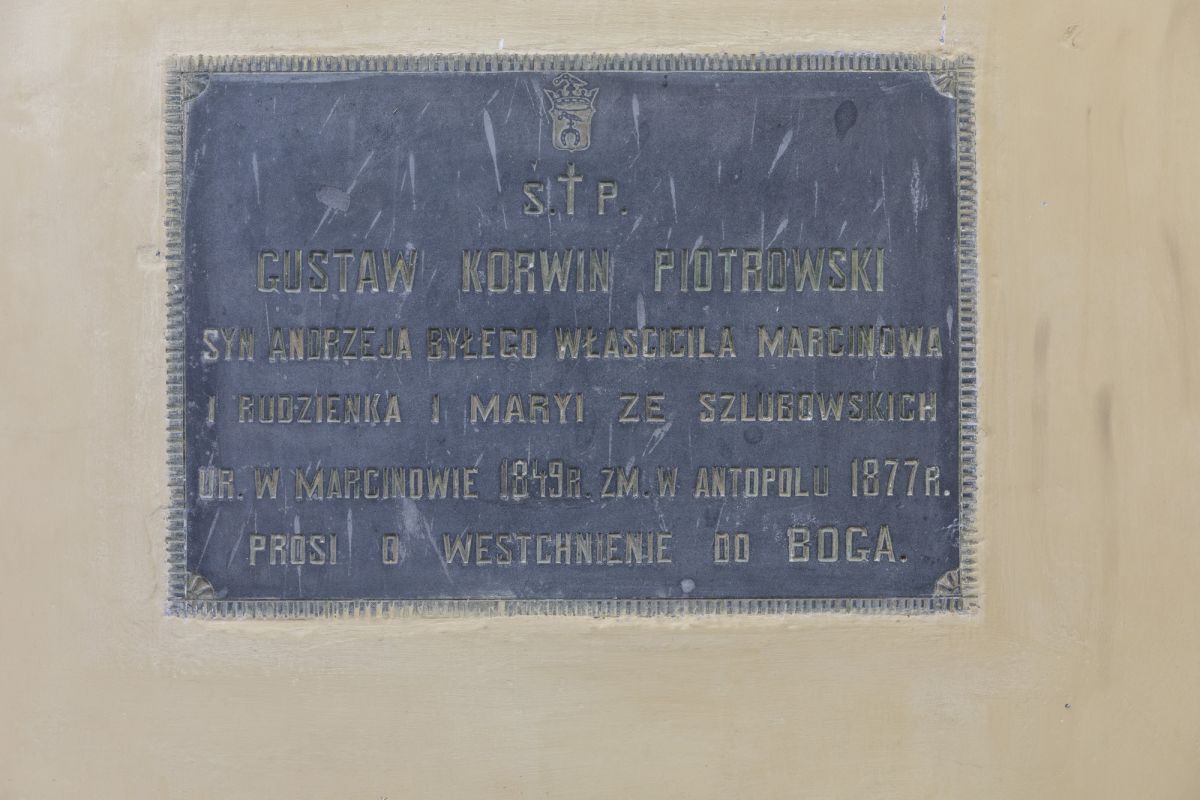 Ś.†P.
GUSTAW KORWIN PIOTROWSKI
SYN ANDRZEJA BYŁEGO WŁAŚCICILA MARCINOWA
I RUDZIENKA I MARYI ZE SZLUBOWSKICH
UR. W MARCINOWIE 1849R. ZM. W ANTOPOLU 1877R.
PROSI O WESTCHNIENIE DO BOGA.